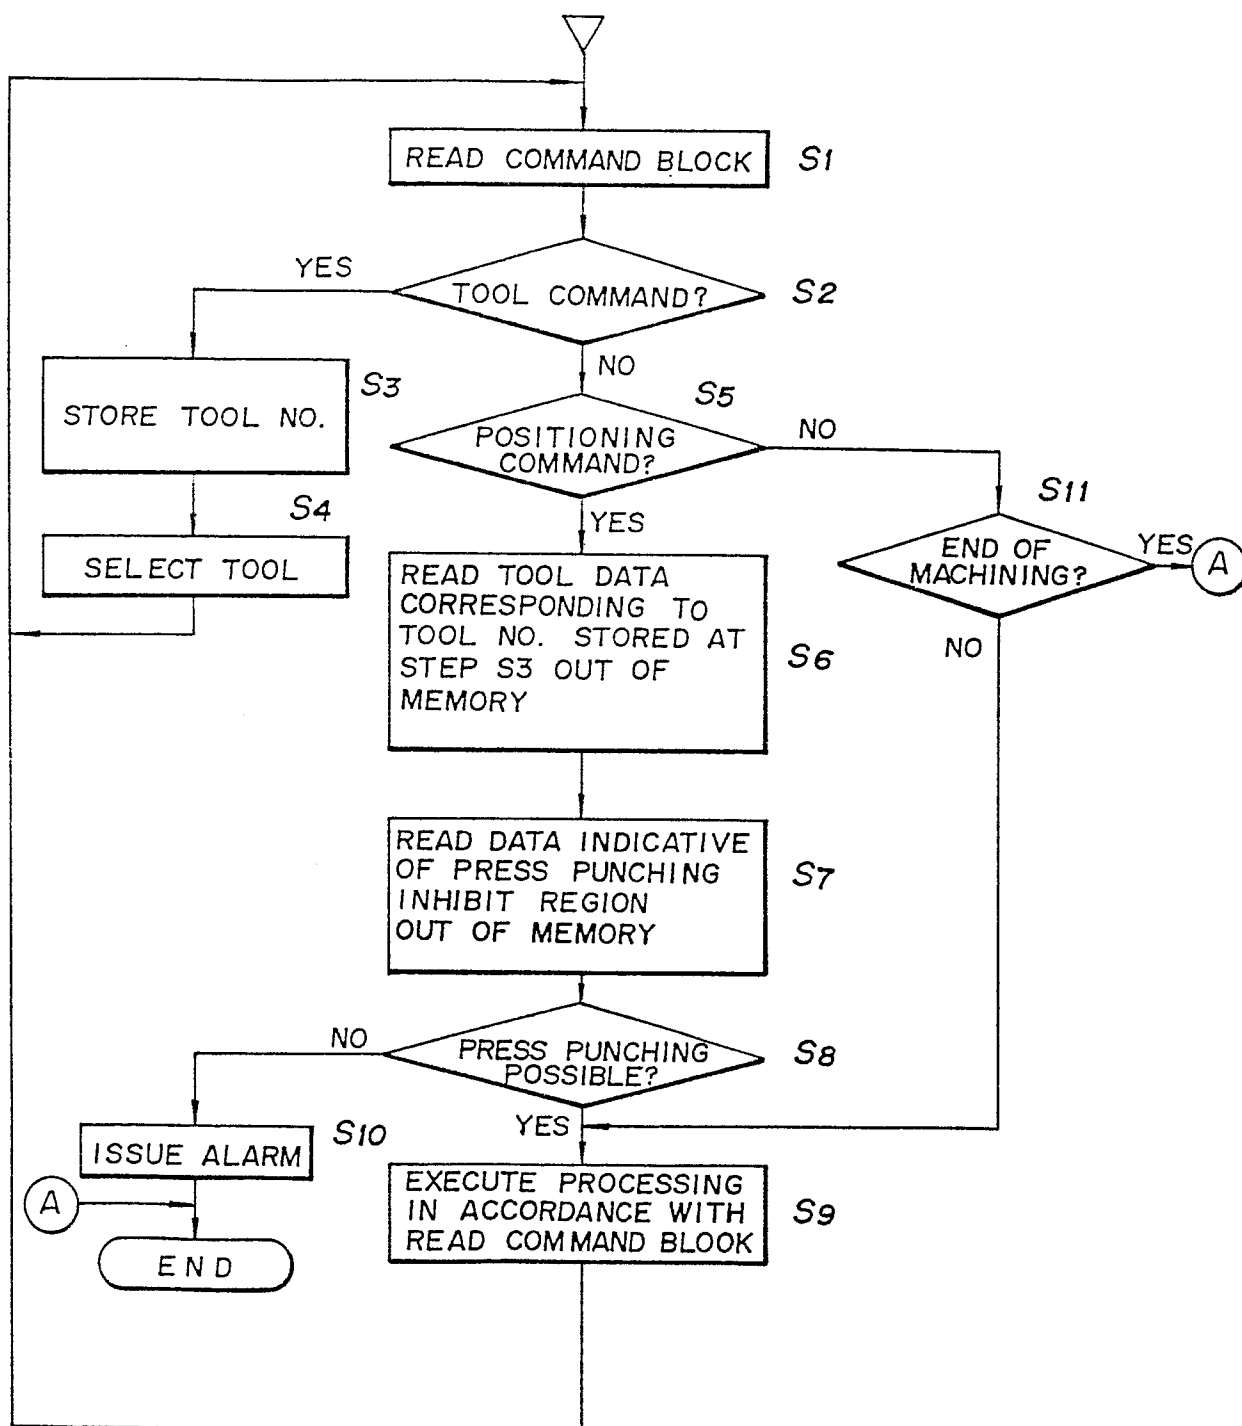 READ COMMAND BLOCK
S1
YES
TOOL COMMAND?
S2
NO
STORE TOOL NO.
S3
S4
SELECT TOOL
S5
POSITIONING
COMMAND?
NO
YES
S11
END OF
MACHINING?
YES
A
NO
READ TOOL DATA
CORRESPONDING TO
TOOL NO. STORED AT
STEP S3 OUT OF
MEMORY
S6
READ DATA INDICATIVE
OF PRESS PUNCHING
INHIBIT REGION
OUT OF MEMORY
S7
NO
PRESS PUNCHING
POSSIBLE?
S8
YES
S10
ISSUE ALARM
A
END
EXECUTE PROCESSING
IN ACCORDANCE WITH
READ COMMAND BLOOK
S9